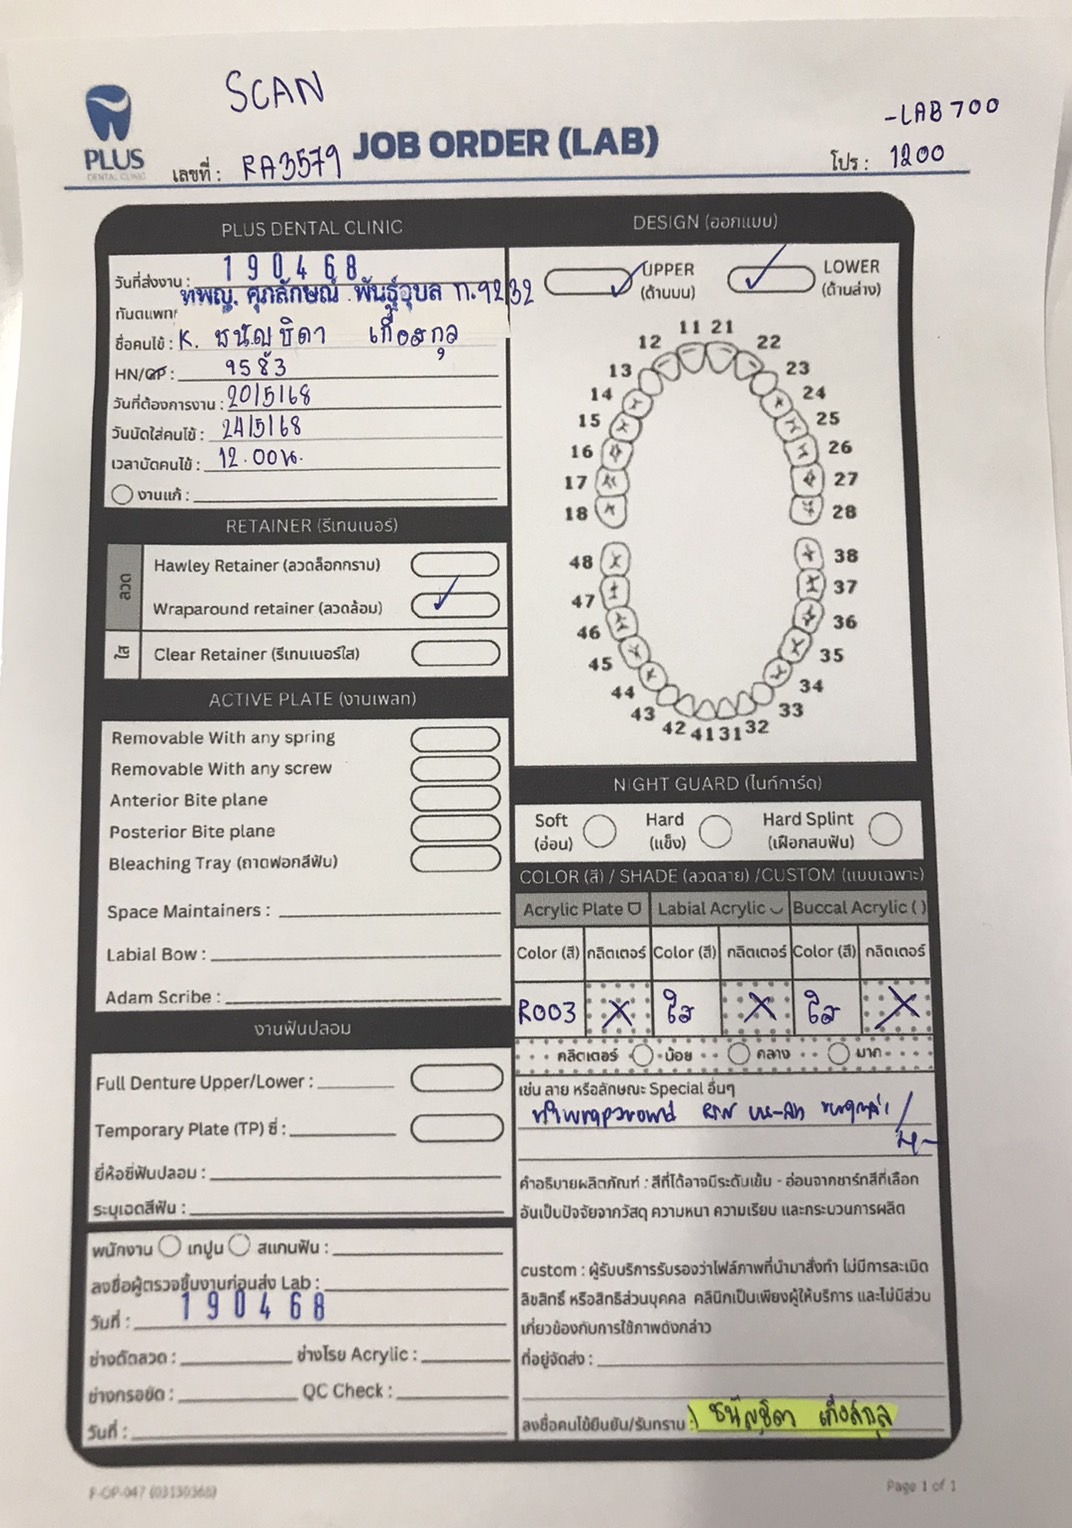 SCAN
PLUS
DENTAL CLINIC
JOB ORDER (LAB)
-LAB 700
เลขที่ : RA3579
โปร : 1200
PLUS DENTAL CLINIC
วันที่ส่งงาน : 190468
ทันตแพทย์ ทพญ. ศุภลักษณ์ พันธุ์อุบล ท.9232
ชื่อคนไข้ : K. ชนัญชิดา เกื้อสกุล
HN/CP : 9583
วันที่ต้องการงาน : 20/5/68
วันนัดใส่คนไข้ : 24/5/68
เวลานัดคนไข้ : 12.00น.
งานแก้ :
RETAINER (รีเทนเนอร์)
ลวด
Hawley Retainer (ลวดล็อกกราม)
Wraparound retainer (ลวดล้อม)
ใส
Clear Retainer (รีเทนเนอร์ใส)
ACTIVE PLATE (งานเพลท)
Removable With any spring
Removable With any screw
Anterior Bite plane
Posterior Bite plane
Bleaching Tray (ถาดฟอกสีฟัน)
Space Maintainers :
Labial Bow :
Adam Scribe :
งานฟันปลอม
Full Denture Upper/Lower :
Temporary Plate (TP) ซี่ :
ยี่ห้อซี่ฟันปลอม :
ระบุเฉดสีฟัน :
พนักงาน เทปูน สแกนฟัน :
ลงชื่อผู้ตรวจชิ้นงานก่อนส่ง Lab :
วันที่ : 190468
ช่างดัดลวด : ช่างโรย Acrylic :
ช่างกรอขัด : QC Check :
วันที่ :
DESIGN (ออกแบบ)
UPPER
(ด้านบน)
LOWER
(ด้านล่าง)
11 21
12 22
13 23
14 24
15 25
16 26
17 27
18 28
48 38
47 37
46 36
45 35
44 34
43 33
42 41 31 32
NIGHT GUARD (ไนท์การ์ด)
Soft
(อ่อน)
Hard
(แข็ง)
Hard Splint
(เฝือกสบฟัน)
COLOR (สี) / SHADE (ลวดลาย) /CUSTOM (แบบเฉพาะ)
Acrylic Plate Labial Acrylic Buccal Acrylic ( )
Color (สี) กลิตเตอร์ Color (สี) กลิตเตอร์ Color (สี) กลิตเตอร์
R003 X ใส X ใส X
กลิตเตอร์ น้อย กลาง มาก
เช่น ลาย หรือลักษณะ Special อื่นๆ
ทำwraparound บน-ล่าง
คำอธิบายผลิตภัณฑ์ : สีที่ได้อาจมีระดับเข้ม - อ่อนจากชาร์ทสีที่เลือก
อันเป็นปัจจัยจากวัสดุ ความหนา ความเรียบ และกระบวนการผลิต
custom : ผู้รับบริการรับรองว่าไฟล์ภาพที่นำมาสั่งทำ ไม่มีการละเมิด
ลิขสิทธิ์ หรือสิทธิส่วนบุคคล คลินิกเป็นเพียงผู้ให้บริการ และไม่มีส่วน
เกี่ยวข้องกับการใช้ภาพดังกล่าว
ที่อยู่จัดส่ง :
ลงชื่อคนไข้ยืนยัน/รับทราบ : ชนัญชิดา เกื้อสกุล
F-OP-047 (03130368)
Page 1 of 1